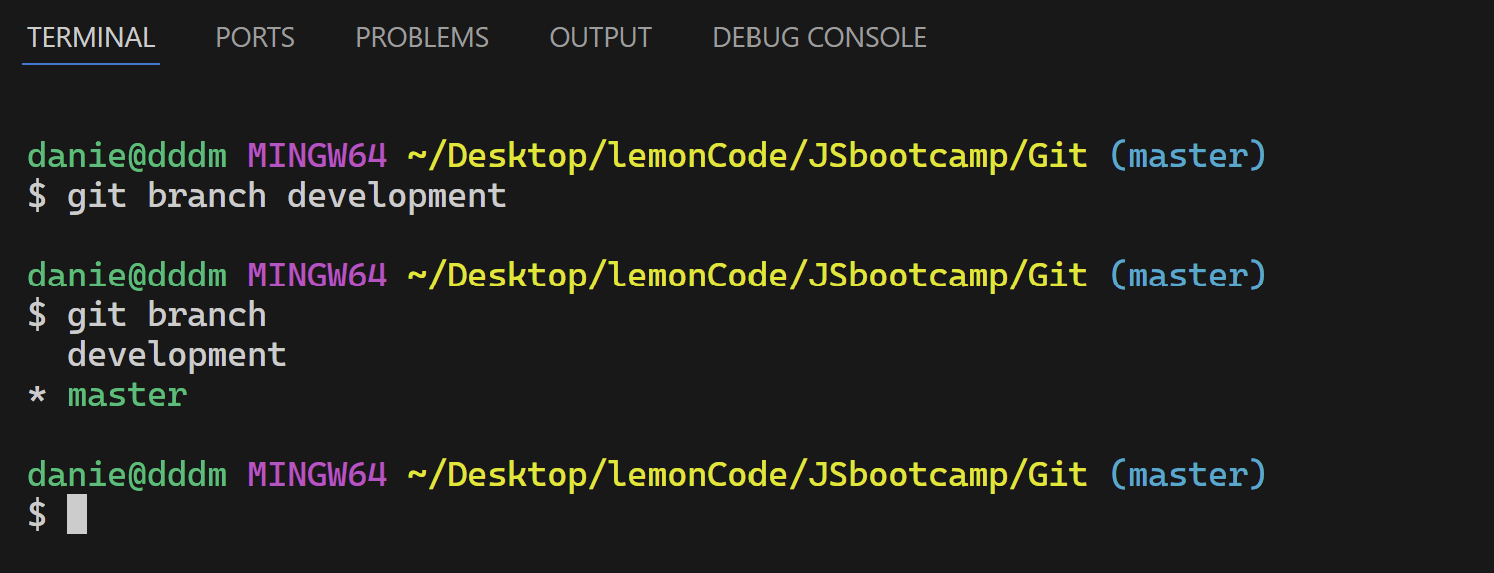 TERMINAL PORTS PROBLEMS OUTPUT DEBUG CONSOLE
danie@dddm MINGW64 ~/Desktop/lemonCode/JSbootcamp/Git (master)
$ git branch development
danie@dddm MINGW64 ~/Desktop/lemonCode/JSbootcamp/Git (master)
$ git branch
  development
* master
danie@dddm MINGW64 ~/Desktop/lemonCode/JSbootcamp/Git (master)
$